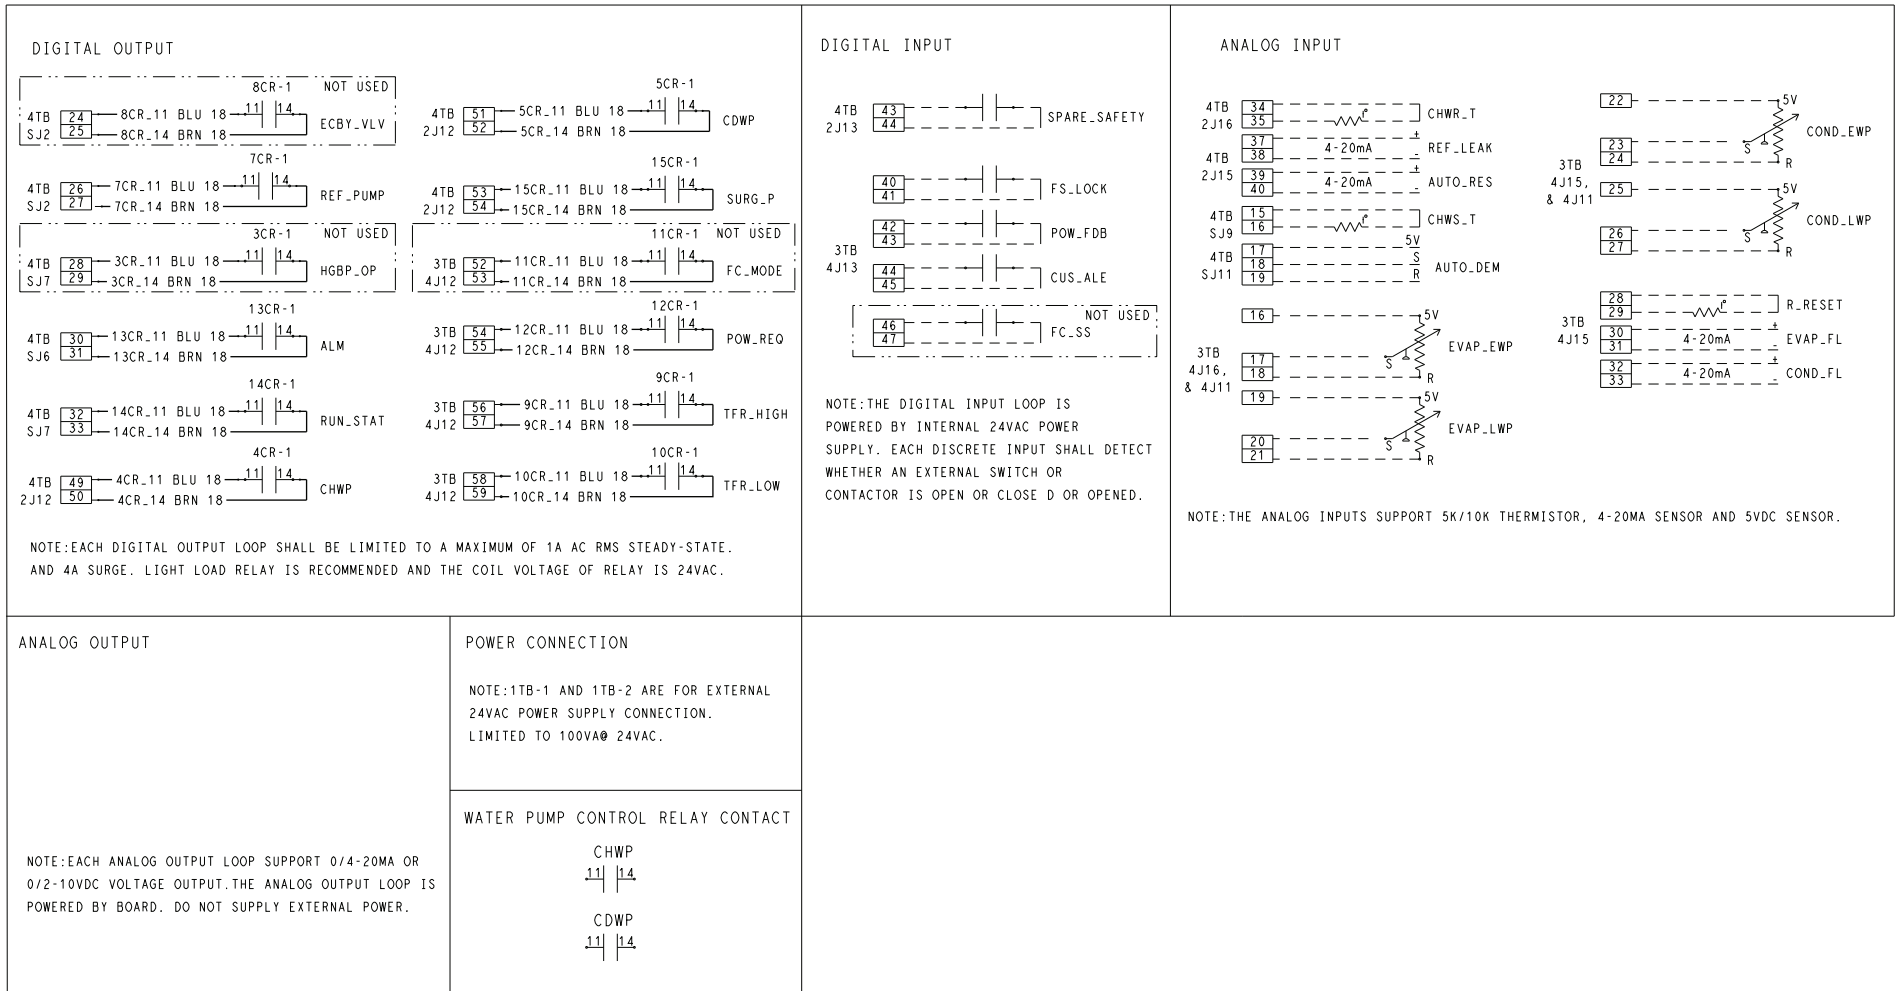 DIGITAL OUTPUT
8CR-1 NOT USED
4TB 24 8CR_11 BLU 18 11 14
SJ2 25 8CR_14 BRN 18 ECBY_VLV
7CR-1
4TB 26 7CR_11 BLU 18 11 14
SJ2 27 7CR_14 BRN 18 REF_PUMP
3CR-1 NOT USED
4TB 28 3CR_11 BLU 18 11 14
SJ7 29 3CR_14 BRN 18 HGBP_OP
13CR-1
4TB 30 13CR_11 BLU 18 11 14
SJ6 31 13CR_14 BRN 18 ALM
14CR-1
4TB 32 14CR_11 BLU 18 11 14
SJ7 33 14CR_14 BRN 18 RUN_STAT
4CR-1
4TB 49 4CR_11 BLU 18 11 14
2J12 50 4CR_14 BRN 18 CHWP
5CR-1
4TB 51 5CR_11 BLU 18 11 14
2J12 52 5CR_14 BRN 18 CDWP
15CR-1
4TB 53 15CR_11 BLU 18 11 14
2J12 54 15CR_14 BRN 18 SURG_P
11CR-1 NOT USED
3TB 52 11CR_11 BLU 18 11 14
4J12 53 11CR_14 BRN 18 FC_MODE
12CR-1
3TB 54 12CR_11 BLU 18 11 14
4J12 55 12CR_14 BRN 18 POW_REQ
9CR-1
3TB 56 9CR_11 BLU 18 11 14
4J12 57 9CR_14 BRN 18 TFR_HIGH
10CR-1
3TB 58 10CR_11 BLU 18 11 14
4J12 59 10CR_14 BRN 18 TFR_LOW
NOTE:EACH DIGITAL OUTPUT LOOP SHALL BE LIMITED TO A MAXIMUM OF 1A AC RMS STEADY-STATE.
AND 4A SURGE. LIGHT LOAD RELAY IS RECOMMENDED AND THE COIL VOLTAGE OF RELAY IS 24VAC.
DIGITAL INPUT
4TB 43
2J13 44 SPARE_SAFETY
40
41 FS_LOCK
42
43 POW_FDB
3TB
4J13
44
45 CUS_ALE
NOT USED
46
47 FC_SS
NOTE:THE DIGITAL INPUT LOOP IS
POWERED BY INTERNAL 24VAC POWER
SUPPLY. EACH DISCRETE INPUT SHALL DETECT
WHETHER AN EXTERNAL SWITCH OR
CONTACTOR IS OPEN OR CLOSE D OR OPENED.
ANALOG INPUT
4TB 34
2J16 35 CHWR_T
37 +
38 4-20mA - REF_LEAK
4TB
2J15
39 +
40 4-20mA - AUTO_RES
4TB 15
SJ9 16 CHWS_T
17 5V
4TB 18 S AUTO_DEM
SJ11 19 R
16 5V
3TB
4J16,
& 4J11
17 S EVAP_EWP
18 R
19 5V
20 S EVAP_LWP
21 R
22 5V
23 S COND_EWP
24 R
3TB
4J15,
& 4J11
25 5V
26 S COND_LWP
27 R
28
29 R_RESET
3TB
4J15
30 +
31 4-20mA - EVAP_FL
32 +
33 4-20mA - COND_FL
NOTE:THE ANALOG INPUTS SUPPORT 5K/10K THERMISTOR, 4-20MA SENSOR AND 5VDC SENSOR.
ANALOG OUTPUT
NOTE:EACH ANALOG OUTPUT LOOP SUPPORT 0/4-20MA OR
0/2-10VDC VOLTAGE OUTPUT.THE ANALOG OUTPUT LOOP IS
POWERED BY BOARD. DO NOT SUPPLY EXTERNAL POWER.
POWER CONNECTION
NOTE:1TB-1 AND 1TB-2 ARE FOR EXTERNAL
24VAC POWER SUPPLY CONNECTION.
LIMITED TO 100VA@ 24VAC.
WATER PUMP CONTROL RELAY CONTACT
CHWP
11 14
CDWP
11 14